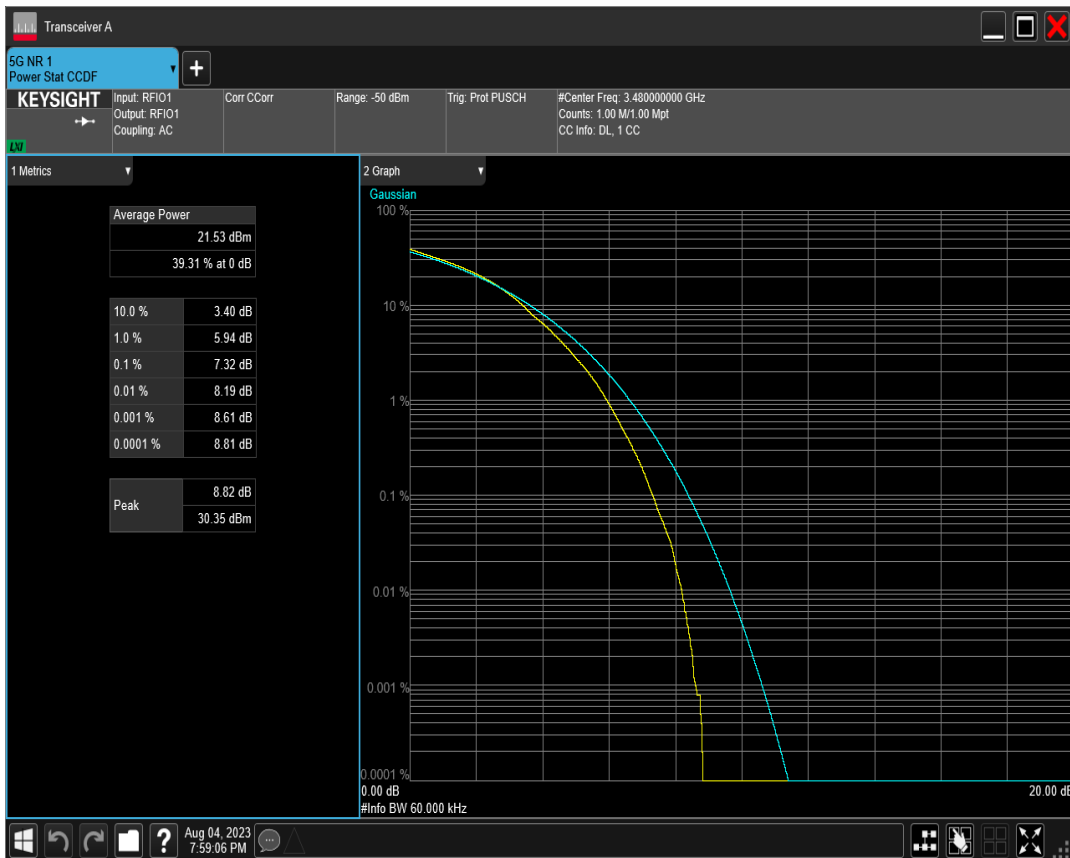 Transceiver A
5G NR 1
Power Stat CCDF
+
KEYSIGHT
LXI
Input: RFIO1
Output: RFIO1
Coupling: AC
Corr CCorr
Range: -50 dBm
Trig: Prot PUSCH
#Center Freq: 3.480000000 GHz
Counts: 1.00 M/1.00 Mpt
CC Info: DL, 1 CC
1 Metrics
Average Power
21.53 dBm
39.31 % at 0 dB
10.0 % 3.40 dB
1.0 % 5.94 dB
0.1 % 7.32 dB
0.01 % 8.19 dB
0.001 % 8.61 dB
0.0001 % 8.81 dB
Peak
8.82 dB
30.35 dBm
2 Graph
Gaussian
100 %
10 %
1 %
0.1 %
0.01 %
0.001 %
0.0001 %
0.00 dB 20.00 dB
#Info BW 60.000 kHz
?
Aug 04, 2023
7:59:06 PM